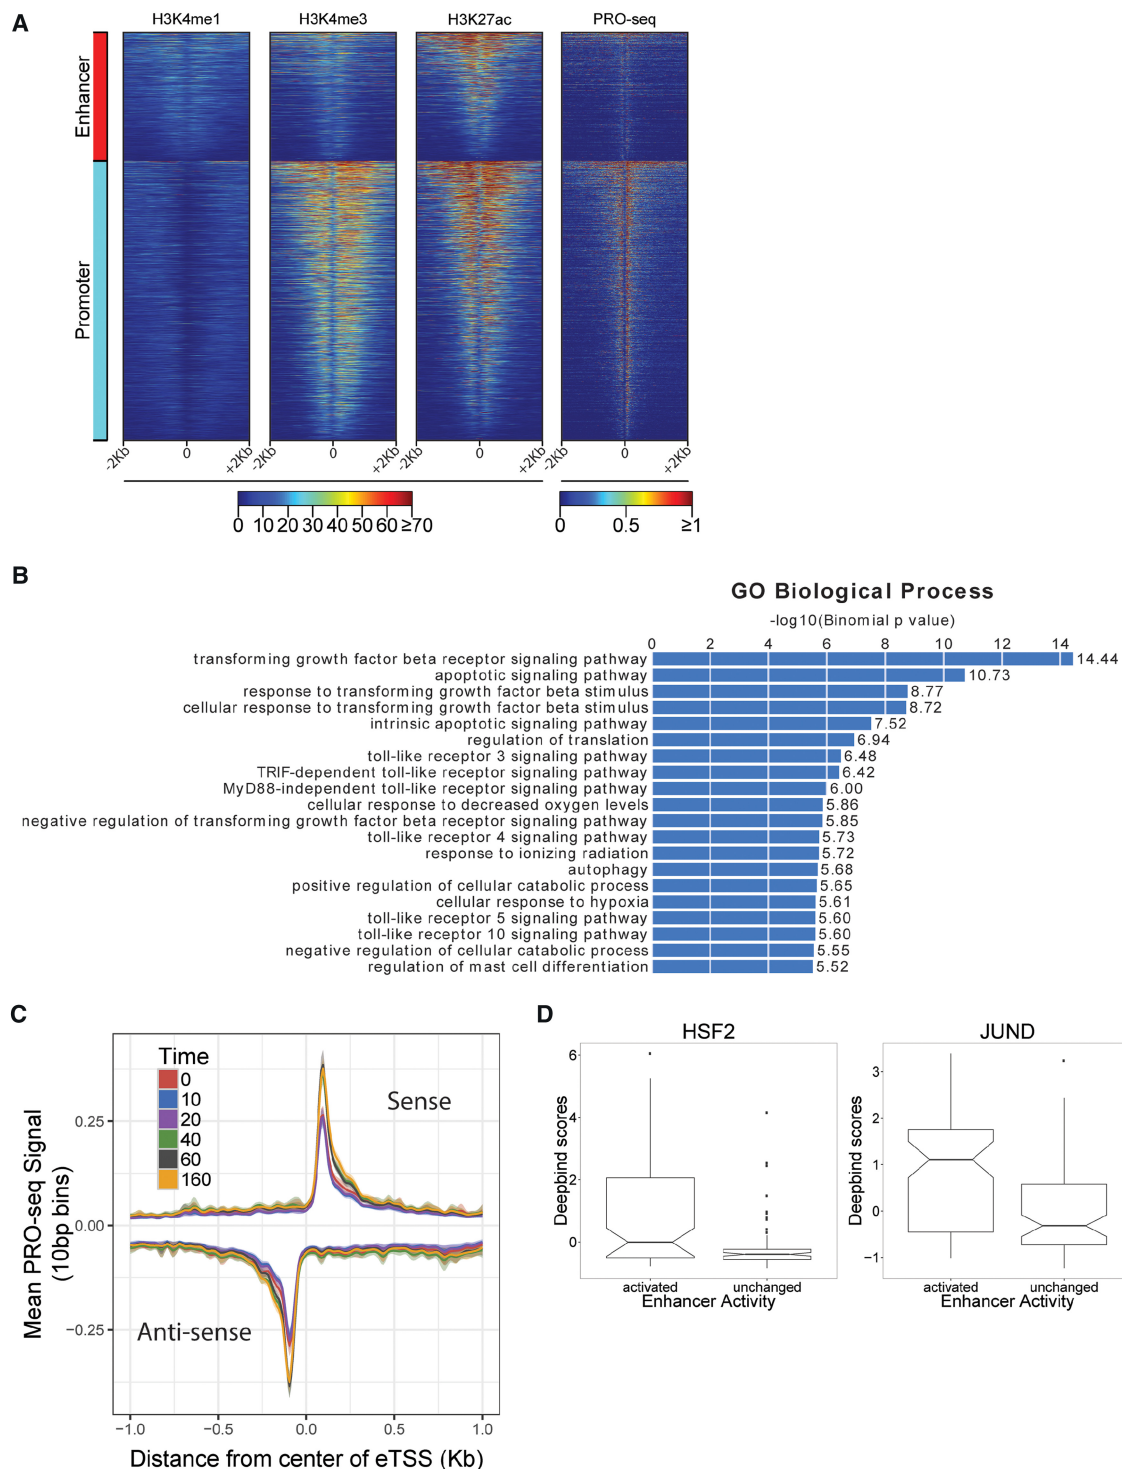 A
H3K4me1 H3K4me3 H3K27ac PRO-seq
Enhancer
Promoter
-2Kb 0 +2Kb -2Kb 0 +2Kb -2Kb 0 +2Kb -2Kb 0 +2Kb
0 10 20 30 40 50 60 ≥70
0 0.5 ≥1
B
GO Biological Process
-log10(Binomial p value)
0 2 4 6 8 10 12 14
transforming growth factor beta receptor signaling pathway 14.44
apoptotic signaling pathway 10.73
response to transforming growth factor beta stimulus 8.77
cellular response to transforming growth factor beta stimulus 8.72
intrinsic apoptotic signaling pathway 7.52
regulation of translation 6.94
toll-like receptor 3 signaling pathway 6.48
TRIF-dependent toll-like receptor signaling pathway 6.42
MyD88-independent toll-like receptor signaling pathway 6.00
cellular response to decreased oxygen levels 5.86
negative regulation of transforming growth factor beta receptor signaling pathway 5.85
toll-like receptor 4 signaling pathway 5.73
response to ionizing radiation 5.72
autophagy 5.68
positive regulation of cellular catabolic process 5.65
cellular response to hypoxia 5.61
toll-like receptor 5 signaling pathway 5.60
toll-like receptor 10 signaling pathway 5.60
negative regulation of cellular catabolic process 5.55
regulation of mast cell differentiation 5.52
C
Mean PRO-seq Signal
(10bp bins)
0.25
0.00
−0.25
Time
0
10
20
40
60
160
Sense
Anti-sense
−1.0 −0.5 0.0 0.5 1.0
Distance from center of eTSS (Kb)
D
HSF2
Deepbind scores
6
4
2
0
activated unchanged
Enhancer Activity
JUND
Deepbind scores
3
2
1
0
−1
activated unchanged
Enhancer Activity